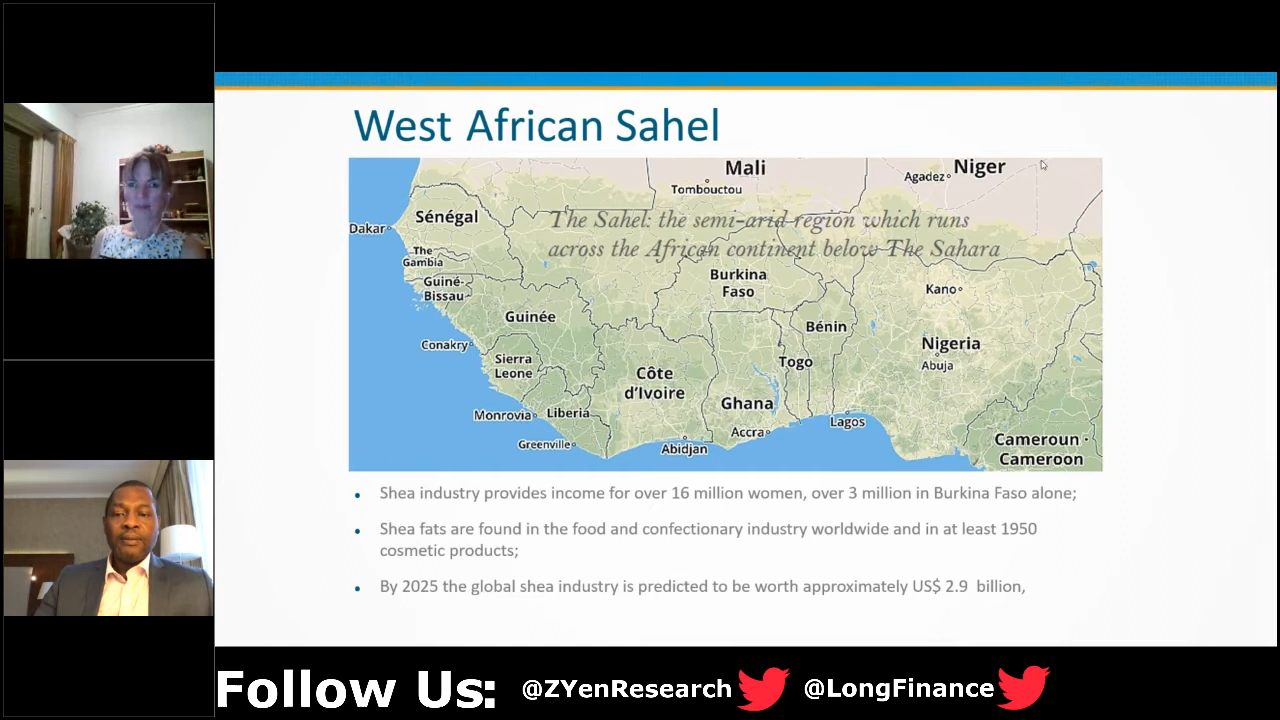 West African Sahel
Mali
Niger
Tombouctou
Agadez
Sénégal
The Sahel: the semi-arid region which runs
across the African continent below The Sahara
Dakar
The
Gambia
Guiné-
Bissau
Burkina
Faso
Kano
Guinée
Bénin
Conakry
Nigeria
Sierra
Leone
Togo
Abuja
Côte
d'Ivoire
Ghana
Monrovia
Liberia
Lagos
Greenville
Accra
Abidjan
Cameroun
Cameroon
Shea industry provides income for over 16 million women, over 3 million in Burkina Faso alone;
Shea fats are found in the food and confectionary industry worldwide and in at least 1950
cosmetic products;
By 2025 the global shea industry is predicted to be worth approximately US$ 2.9 billion,
Follow Us: @ZYenResearch @LongFinance